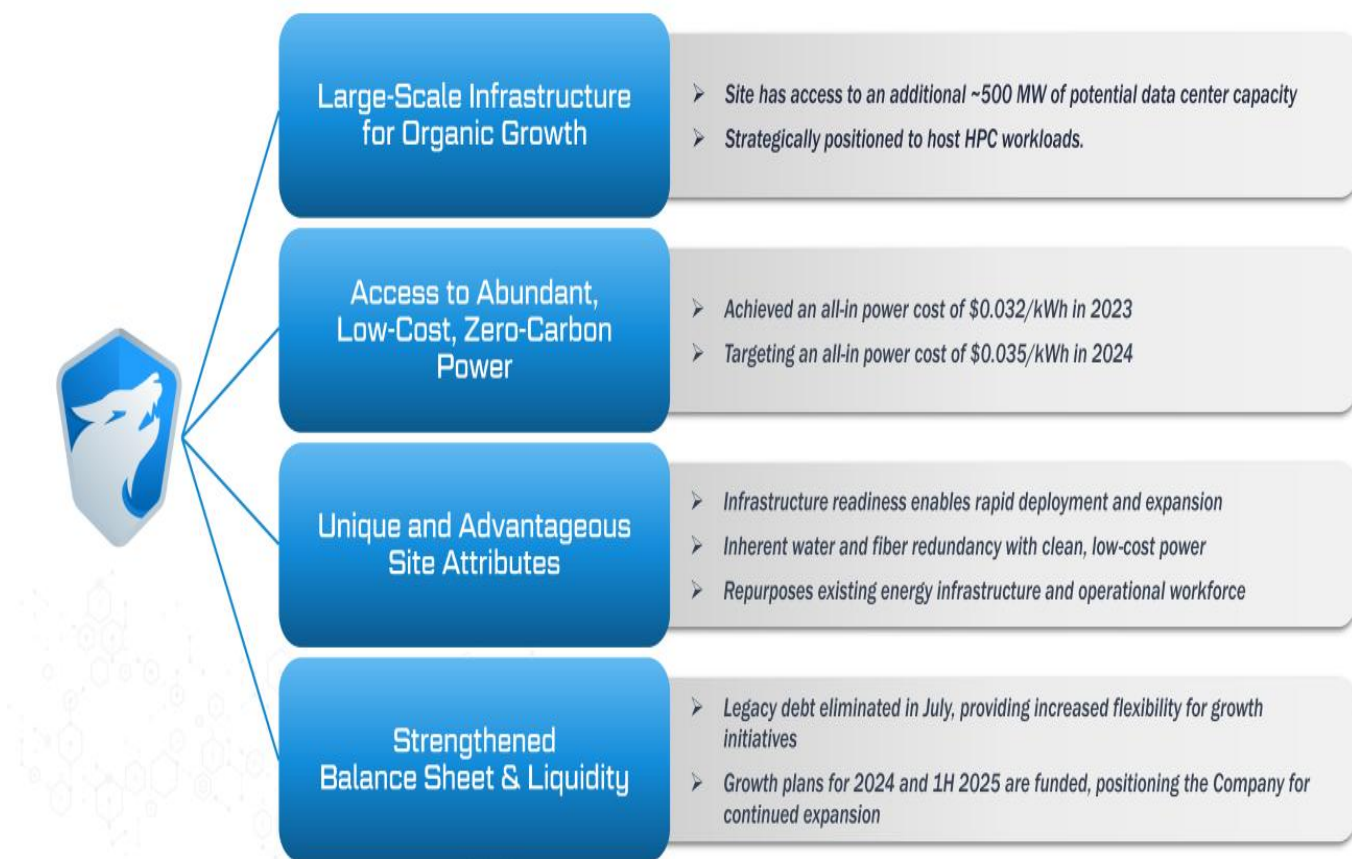 Large-Scale Infrastructure
for Organic Growth
➢ Site has access to an additional ~500 MW of potential data center capacity
➢ Strategically positioned to host HPC workloads.
Access to Abundant,
Low-Cost, Zero-Carbon
Power
➢ Achieved an all-in power cost of $0.032/kWh in 2023
➢ Targeting an all-in power cost of $0.035/kWh in 2024
Unique and Advantageous
Site Attributes
➢ Infrastructure readiness enables rapid deployment and expansion
➢ Inherent water and fiber redundancy with clean, low-cost power
➢ Repurposes existing energy infrastructure and operational workforce
Strengthened
Balance Sheet & Liquidity
➢ Legacy debt eliminated in July, providing increased flexibility for growth
initiatives
➢ Growth plans for 2024 and 1H 2025 are funded, positioning the Company for
continued expansion